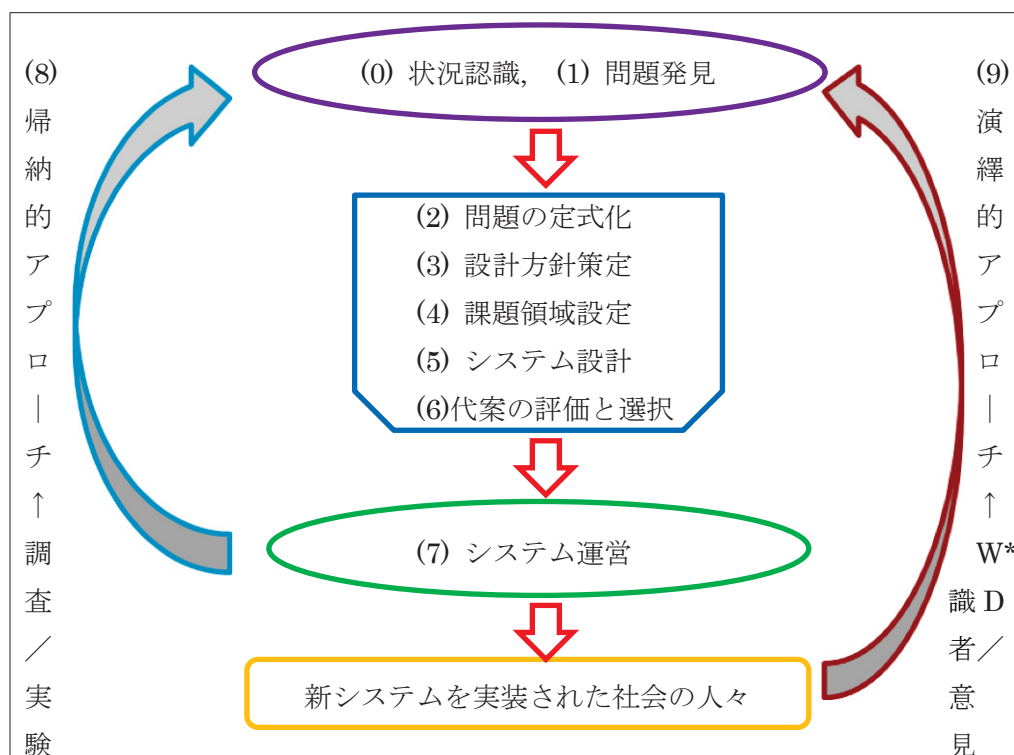 (0) 状況認識, (1) 問題発見
(2) 問題の定式化
(3) 設計方針策定
(4) 課題領域設定
(5) システム設計
(6)代案の評価と選択
(7) システム運営
新システムを実装された社会の人々
(8)
帰
納
的
ア
プ
ロ
|
チ
↑
調
査
/
実
験
(9)
演
繹
的
ア
プ
ロ
|
チ
↑
W*
識 D
者/
意
見